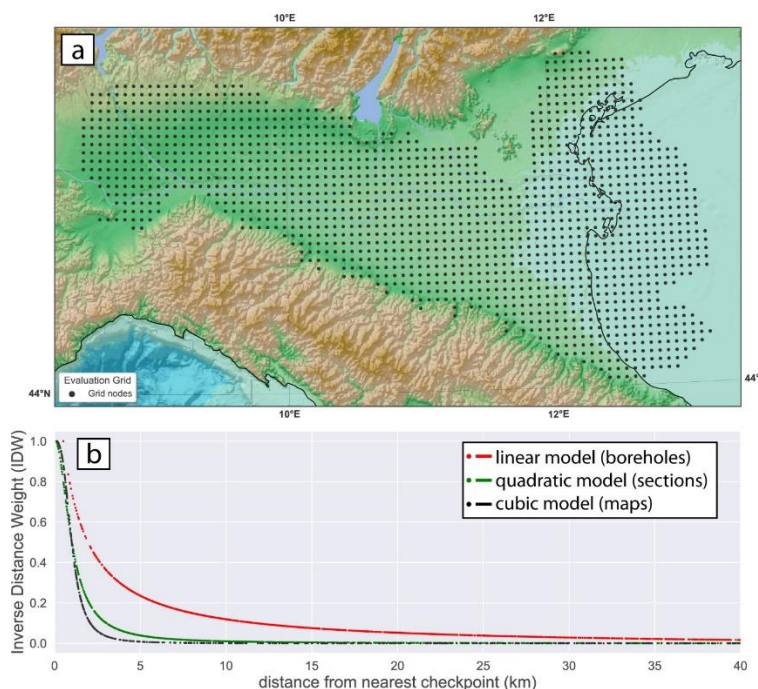 10°E
12°E
a
Evaluation Grid
Grid nodes
44°N
10°E
12°E
44°
b
linear model (boreholes)
quadratic model (sections)
cubic model (maps)
Inverse Distance Weight (IDW)
1.0
0.8
0.6
0.4
0.2
0.0
0
5
10
15
20
25
30
35
40
distance from nearest checkpoint (km)